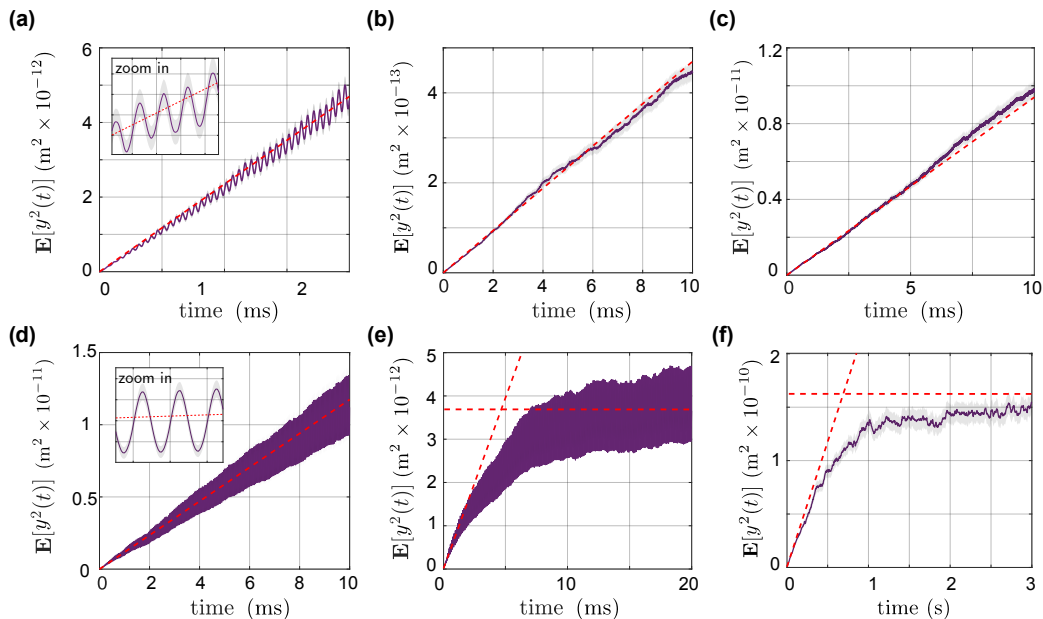 (a)
E[y²(t)] (m² × 10⁻¹²)
6
4
2
0
zoom in
0
1
2
time (ms)
(b)
E[y²(t)] (m² × 10⁻¹³)
4
2
0
0
2
4
6
8
10
time (ms)
(c)
E[y²(t)] (m² × 10⁻¹¹)
1.2
0.8
0.4
0
0
5
10
time (ms)
(d)
E[y²(t)] (m² × 10⁻¹¹)
1.5
1.0
0.5
0
zoom in
0
2
4
6
8
10
time (ms)
(e)
E[y²(t)] (m² × 10⁻¹²)
5
4
3
2
1
0
0
10
20
time (ms)
(f)
E[y²(t)] (m² × 10⁻¹⁰)
2
1
0
0
1
2
3
time (s)